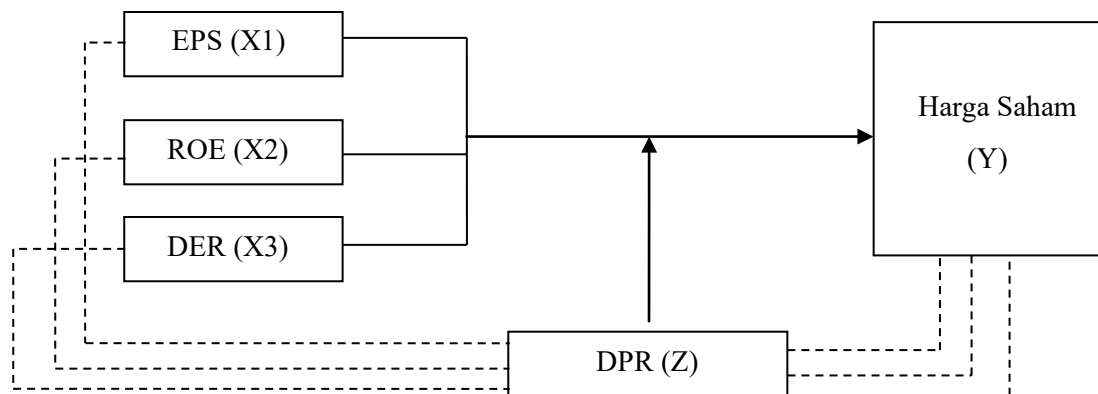 EPS (X1)
ROE (X2)
DER (X3)
Harga Saham
(Y)
DPR (Z)